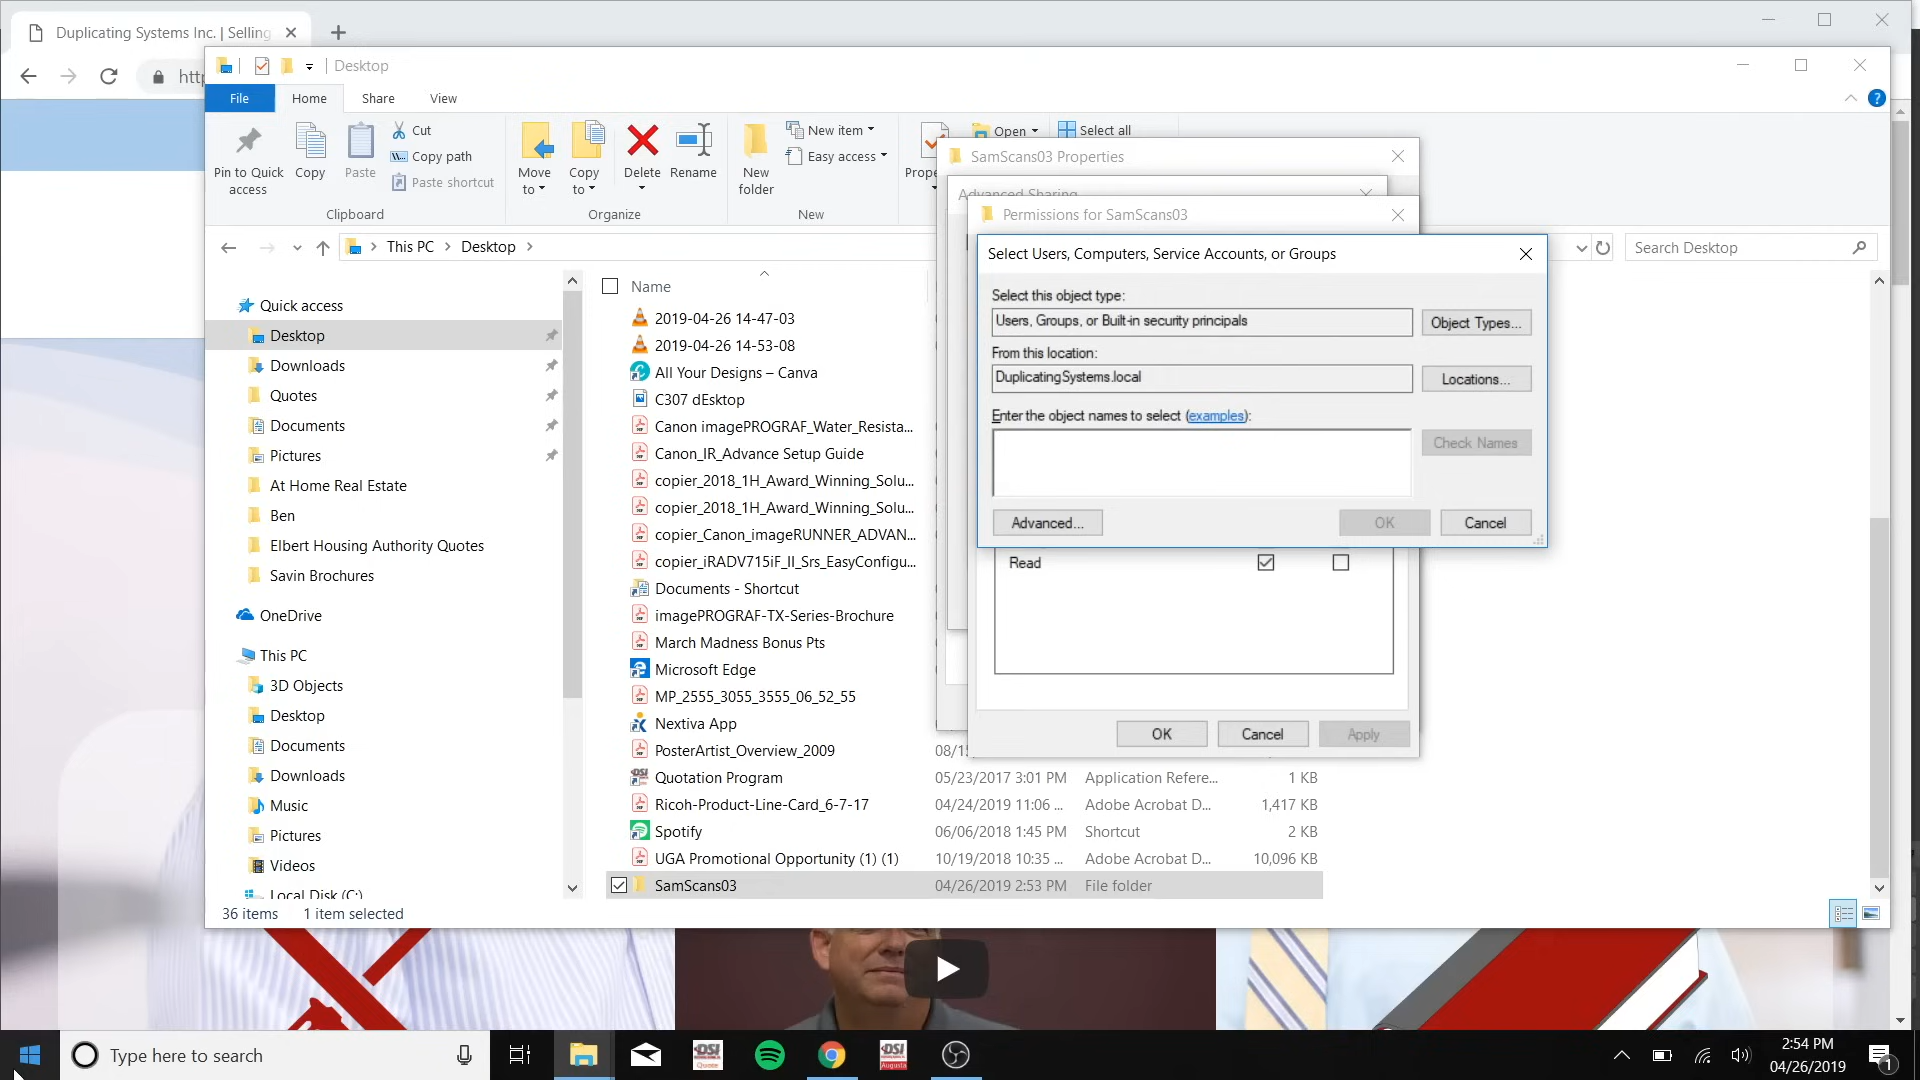 Duplicating Systems Inc. | Selling
Desktop
File
Home
Share
View
?
Pin to Quick access
Copy
Paste
Cut
Copy path
Paste shortcut
Clipboard
Move to
Copy to
Delete
Rename
Organize
New folder
New item
Easy access
New
Open
Select all
This PC > Desktop >
Search Desktop
Quick access
Desktop
Downloads
Quotes
Documents
Pictures
At Home Real Estate
Ben
Elbert Housing Authority Quotes
Savin Brochures
OneDrive
This PC
3D Objects
Desktop
Documents
Downloads
Music
Pictures
Videos
Local Disk (C:)
Name
2019-04-26 14-47-03
2019-04-26 14-53-08
All Your Designs – Canva
C307 dEsktop
Canon imagePROGRAF_Water_Resista...
Canon_IR_Advance Setup Guide
copier_2018_1H_Award_Winning_Solu...
copier_2018_1H_Award_Winning_Solu...
copier_Canon_imageRUNNER_ADVAN...
copier_iRADV715iF_II_Srs_EasyConfigu...
Documents - Shortcut
imagePROGRAF-TX-Series-Brochure
March Madness Bonus Pts
Microsoft Edge
MP_2555_3055_3555_06_52_55
Nextiva App
PosterArtist_Overview_2009
Quotation Program 05/23/2017 3:01 PM Application Refere... 1 KB
Ricoh-Product-Line-Card_6-7-17 04/24/2019 11:06 ... Adobe Acrobat D... 1,417 KB
Spotify 06/06/2018 1:45 PM Shortcut 2 KB
UGA Promotional Opportunity (1) (1) 10/19/2018 10:35 ... Adobe Acrobat D... 10,096 KB
SamScans03 04/26/2019 2:53 PM File folder
36 items 1 item selected
SamScans03 Properties
Advanced Sharing
Permissions for SamScans03
Select Users, Computers, Service Accounts, or Groups
Select this object type:
Users, Groups, or Built-in security principals
Object Types...
From this location:
DuplicatingSystems.local
Locations...
Enter the object names to select (examples):
Check Names
Advanced...
OK
Cancel
Read
OK
Cancel
Apply
Type here to search
DSI
Quote
DSI
Augusta
2:54 PM
04/26/2019
1